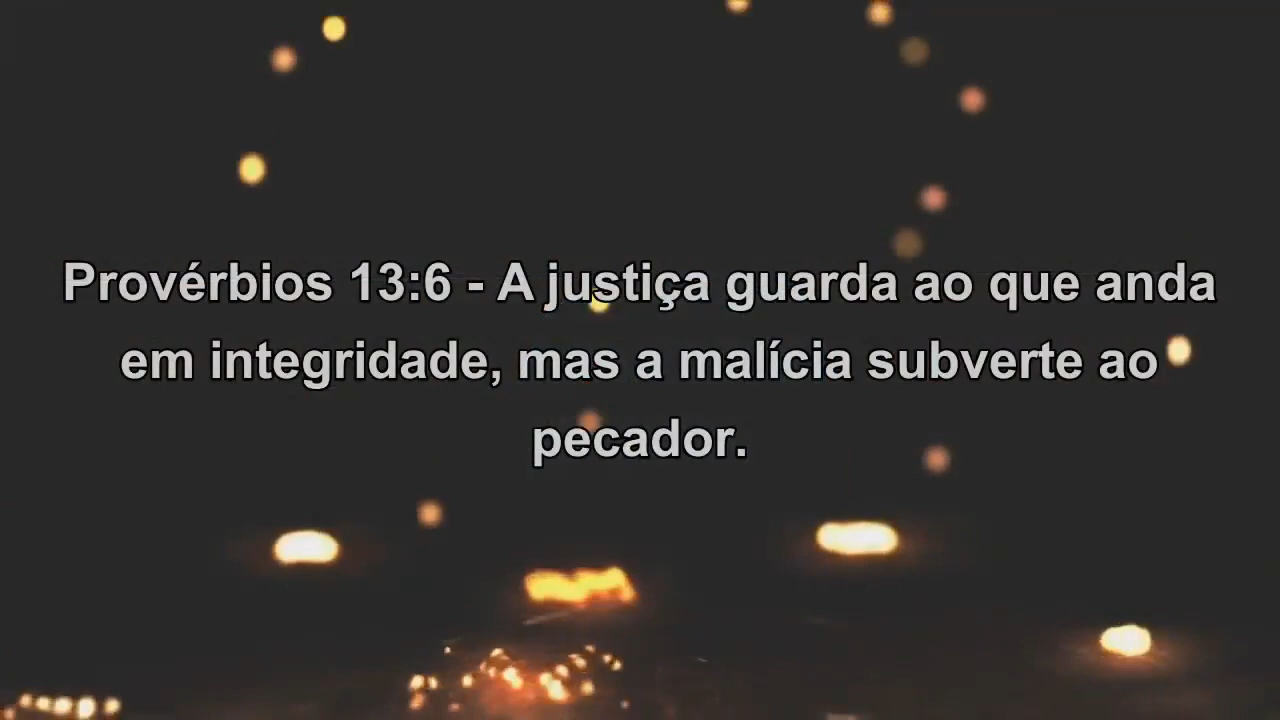 Provérbios 13:6 - A justiça guarda ao que anda
em integridade, mas a malícia subverte ao
pecador.